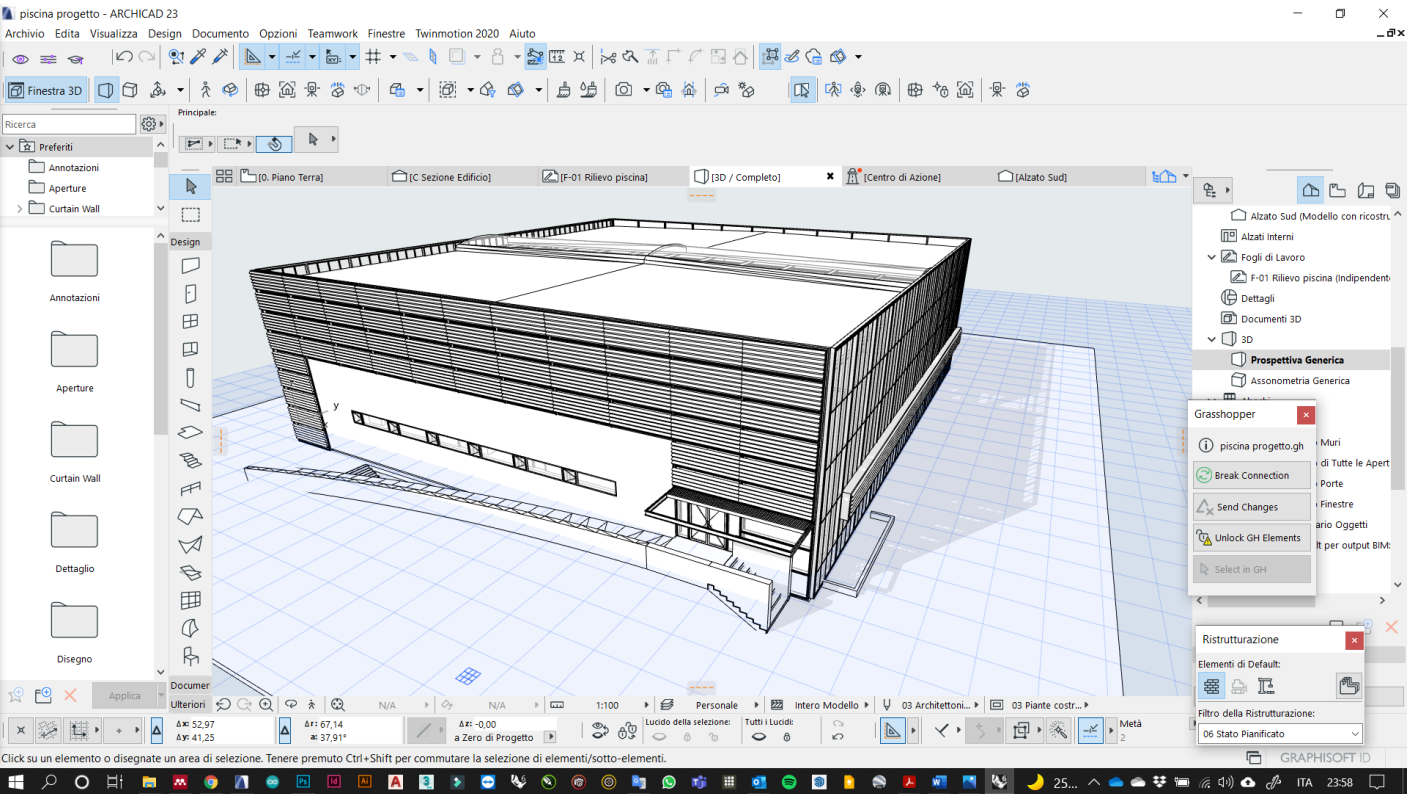 piscina progetto - ARCHICAD 23
Archivio Edita Visualizza Design Documento Opzioni Teamwork Finestre Twinmotion 2020 Aiuto
Finestra 3D
Principale:
Ricerca
Preferiti
Annotazioni
Aperture
Curtain Wall
[0. Piano Terra]
[C Sezione Edificio]
[F-01 Rilievo piscina]
[3D / Completo]
[Centro di Azione]
[Alzato Sud]
Annotazioni
Aperture
Curtain Wall
Dettaglio
Disegno
Applica
Design
Documer
Ulteriori
y
x
Alzato Sud (Modello con ricostru
Alzati Interni
Fogli di Lavoro
F-01 Rilievo piscina (Indipendent
Dettagli
Documenti 3D
3D
Prospettiva Generica
Assonometria Generica
Muri
di Tutte le Apert
Porte
Finestre
ario Oggetti
lt per output BIM:
Grasshopper
piscina progetto.gh
Break Connection
Send Changes
Unlock GH Elements
Select in GH
Ristrutturazione
Elementi di Default:
Filtro della Ristrutturazione:
06 Stato Pianificato
N/A
N/A
1:100
Personale
Intero Modello
03 Architettoni...
03 Piante costr...
Δx: 52,97
Δy: 41,25
Δr: 67,14
a: 37,91°
Δz: -0,00
a Zero di Progetto
Lucido della selezione:
Tutti i Lucidi:
Metà
2
Click su un elemento o disegnate un area di selezione. Tenere premuto Ctrl+Shift per commutare la selezione di elementi/sotto-elementi.
GRAPHISOFT ID
25...
ITA
23:58